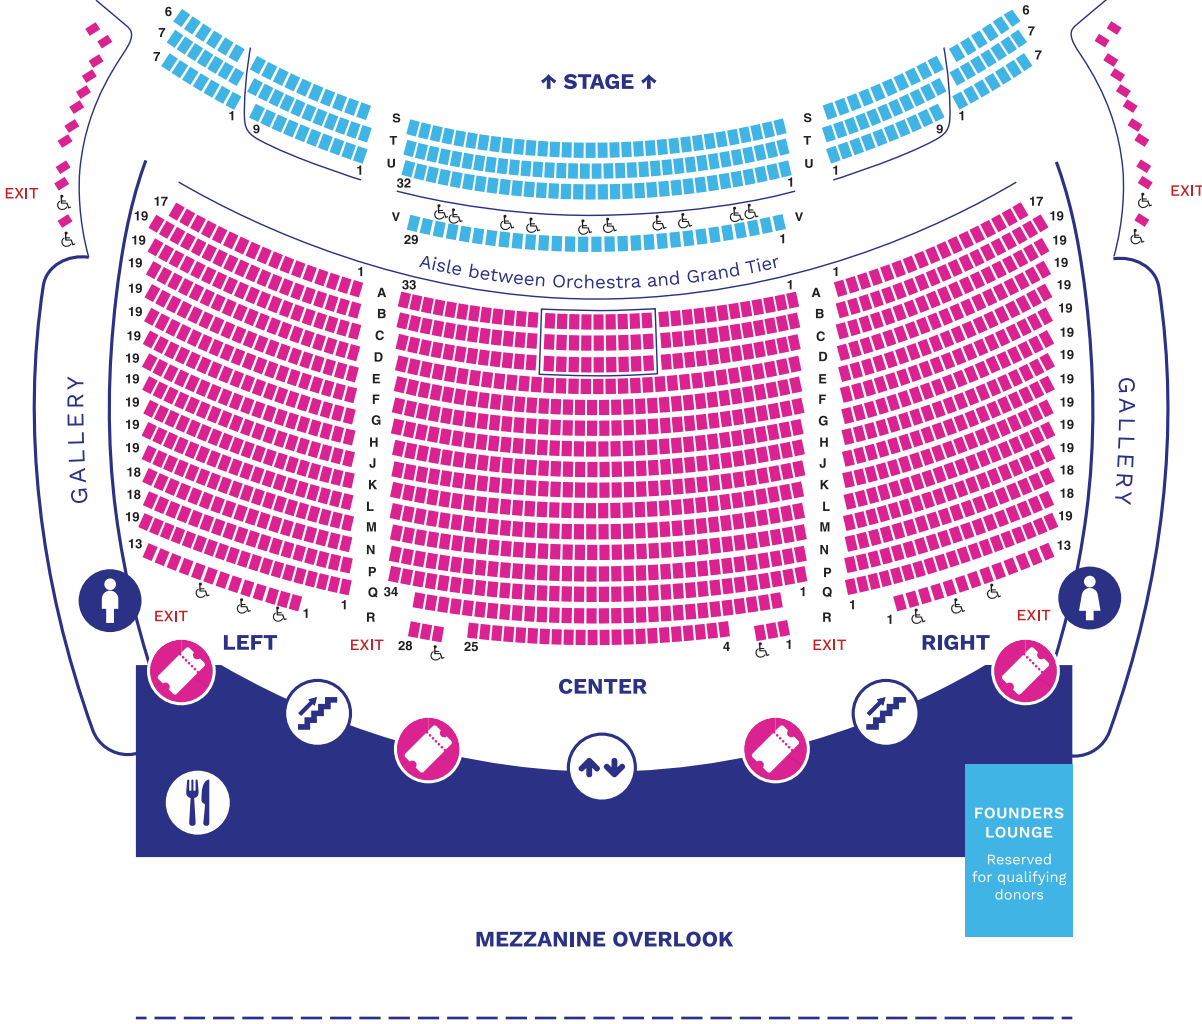 6
6
7
7
7
7
↑ STAGE ↑
1
1
9
9
S
S
T
T
U
U
1
1
32
1
EXIT
EXIT
V
V
29
1
17
17
19
19
Aisle between Orchestra and Grand Tier
19
19
19
19
1
1
33
1
A
A
19
19
B
B
19
19
C
C
19
19
D
D
19
19
E
E
19
19
F
F
19
19
G
G
19
19
H
H
19
19
J
J
18
18
K
K
18
18
L
L
19
19
M
M
13
13
N
N
P
P
Q
Q
34
1
1
1
1
1
R
R
GALLERY
GALLERY
EXIT
EXIT
LEFT
RIGHT
EXIT
28
25
4
1
EXIT
CENTER
FOUNDERS
LOUNGE
Reserved
for qualifying
donors
MEZZANINE OVERLOOK